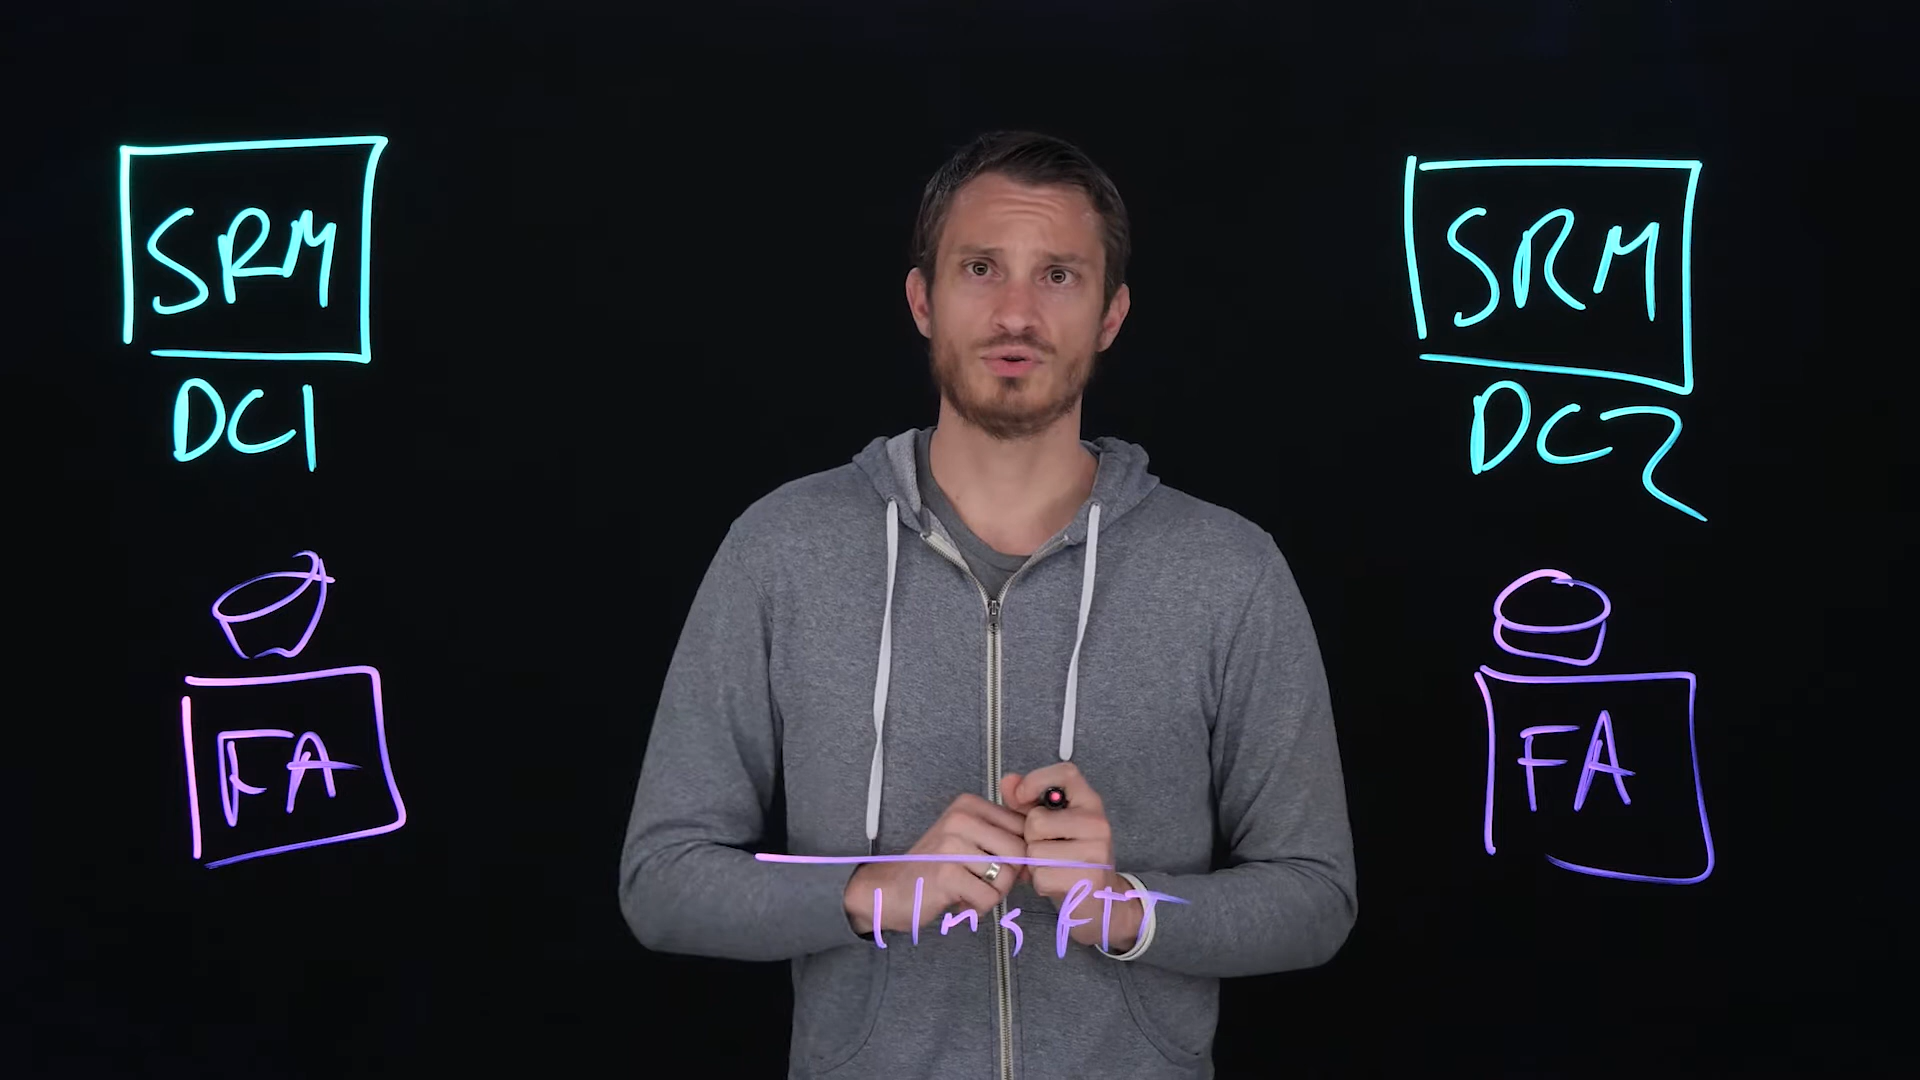 SRM
DC1
SRM
DC2
FA
FA
11ms RTT